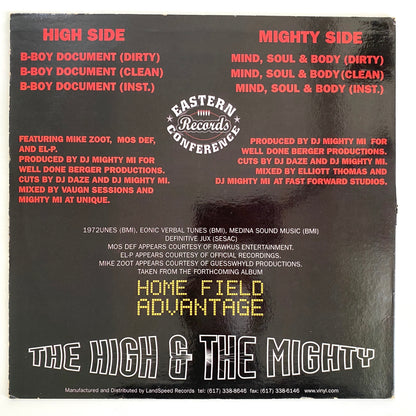 HIGH SIDE
B-BOY DOCUMENT (DIRTY)
B-BOY DOCUMENT (CLEAN)
B-BOY DOCUMENT (INST.)
MIGHTY SIDE
MIND, SOUL & BODY (DIRTY)
MIND, SOUL & BODY (CLEAN)
MIND, SOUL & BODY (INST.)
EASTERN
Records
CONFERENCE
FEATURING MIKE ZOOT, MOS DEF,
AND EL-P.
PRODUCED BY DJ MIGHTY MI FOR
WELL DONE BERGER PRODUCTIONS.
CUTS BY DJ DAZE AND DJ MIGHTY MI.
MIXED BY VAUGN SESSIONS AND
MIGHTY MI AT UNIQUE.
PRODUCED BY DJ MIGHTY MI FOR
WELL DONE BERGER PRODUCTIONS.
CUTS BY DJ DAZE AND DJ MIGHTY MI.
MIXED BY ELLIOTT THOMAS AND
DJ MIGHTY MI AT FAST FORWARD STUDIOS.
1972UNES (BMI), EONIC VERBAL TUNES (BMI), MEDINA SOUND MUSIC (BMI)
DEFINITIVE JUX (SESAC)
MOS DEF APPEARS COURTESY OF RAWKUS ENTERTAINMENT.
EL-P APPEARS COURTESY OF OFFICIAL RECORDINGS.
MIKE ZOOT APPEARS COURTESY OF GUESSWHYLD PRODUCTIONS.
TAKEN FROM THE FORTHCOMING ALBUM
HOME FIELD
ADVANTAGE
THE HIGH & THE MIGHTY
Manufactured and Distributed by LandSpeed Records tel: (617) 338-8646 fax: (617) 338-6146 www.vinyl.com